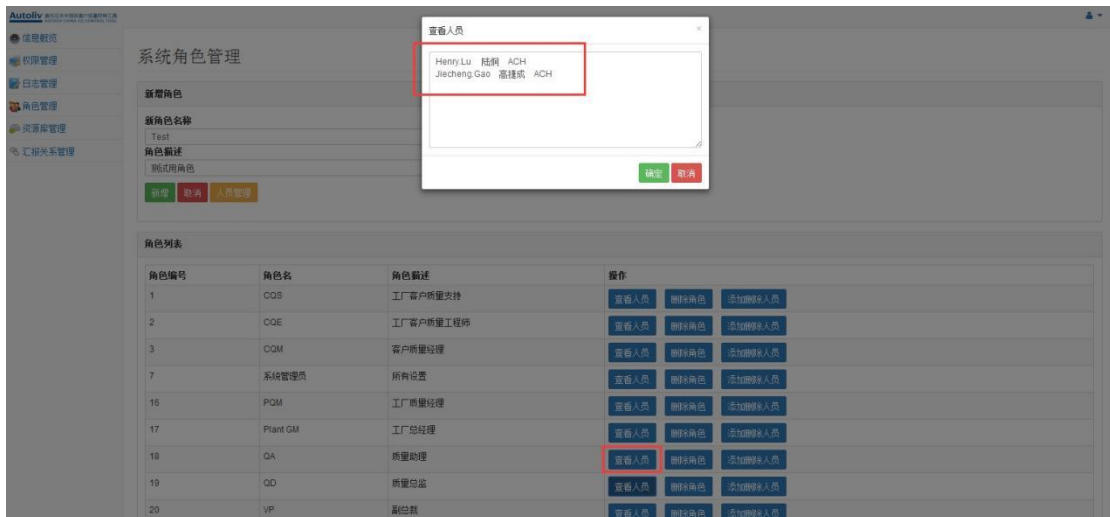 Autoliv
查看人员
×
Henry.Lu 陆炯 ACH
Jiecheng.Gao 高捷成 ACH
确定 取消
信息概览
权限管理
日志管理
角色管理
资源库管理
汇报关系管理
系统角色管理
新增角色
新角色名称
Test
角色描述
测试用角色
新增 取消 人员管理
角色列表
角色编号 角色名 角色描述 操作
1 CQS 工厂客户质量支持 查看人员 删除角色 添加删除人员
2 CQE 工厂客户质量工程师 查看人员 删除角色 添加删除人员
3 CQM 客户质量经理 查看人员 删除角色 添加删除人员
7 系统管理员 所有设置 查看人员 删除角色 添加删除人员
16 PQM 工厂质量经理 查看人员 删除角色 添加删除人员
17 Plant GM 工厂总经理 查看人员 删除角色 添加删除人员
18 QA 质量助理 查看人员 删除角色 添加删除人员
19 QD 质量总监 查看人员 删除角色 添加删除人员
20 VP 副总裁 查看人员 删除角色 添加删除人员